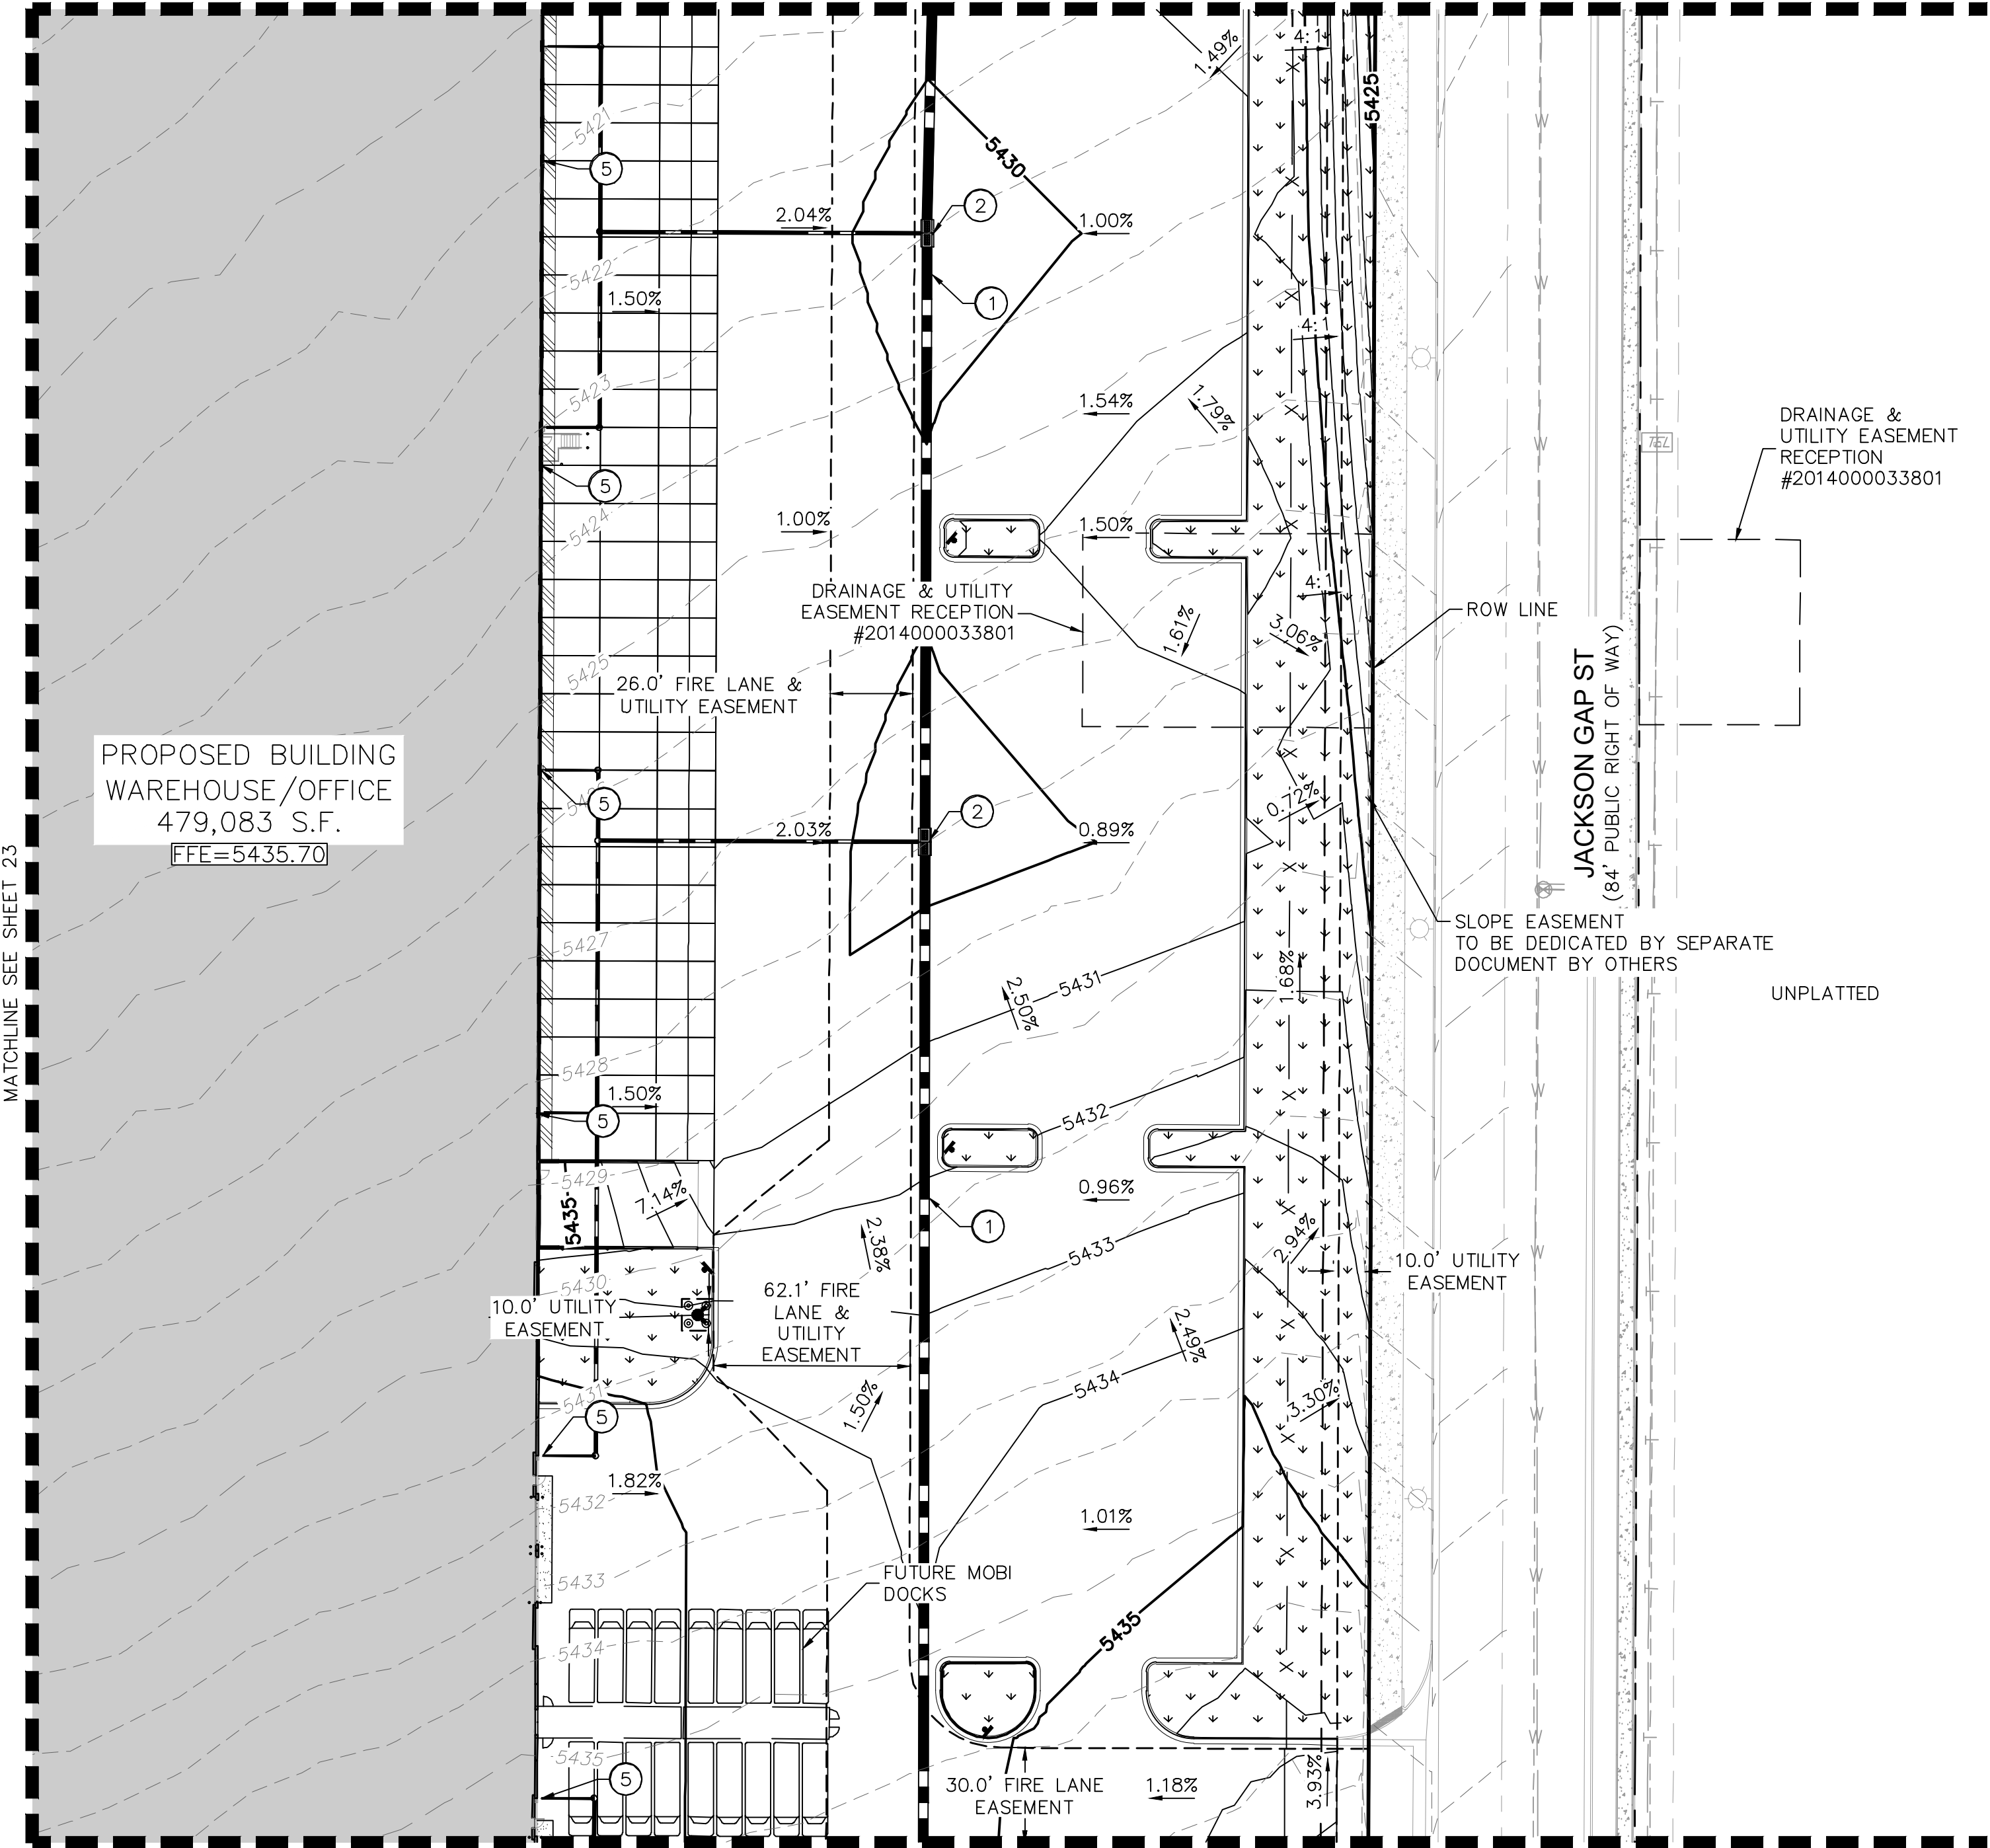 1.49%
4:1
5425
5421
5430
5
2
2.04%
1.00%
5422
1.50%
1
4:1
5423
1.54%
1.79%
DRAINAGE &
UTILITY EASEMENT
RECEPTION
#2014000033801
TEL
5
5424
1.00%
1.50%
4:1
DRAINAGE & UTILITY
EASEMENT RECEPTION
#2014000033801
1.61%
3.06%
ROW LINE
5425
26.0' FIRE LANE &
UTILITY EASEMENT
JACKSON GAP ST
(84' PUBLIC RIGHT OF WAY)
PROPOSED BUILDING
WAREHOUSE/OFFICE
479,083 S.F.
FFE=5435.70
5
2.03%
2
0.89%
0.72%
MATCHLINE SEE SHEET 23
SLOPE EASEMENT
TO BE DEDICATED BY SEPARATE
DOCUMENT BY OTHERS
5427
1.68%
5431
2.50%
UNPLATTED
5428
1.50%
5
5432
5429
5435
7.14%
0.96%
1
2.38%
5433
2.94%
10.0' UTILITY
EASEMENT
5430
10.0' UTILITY
EASEMENT
62.1' FIRE
LANE &
UTILITY
EASEMENT
2.49%
5434
5431
1.50%
3.30%
5
1.82%
5432
1.01%
FUTURE MOBI
DOCKS
5433
5434
5435
5435
5
30.0' FIRE LANE
EASEMENT
1.18%
3.93%